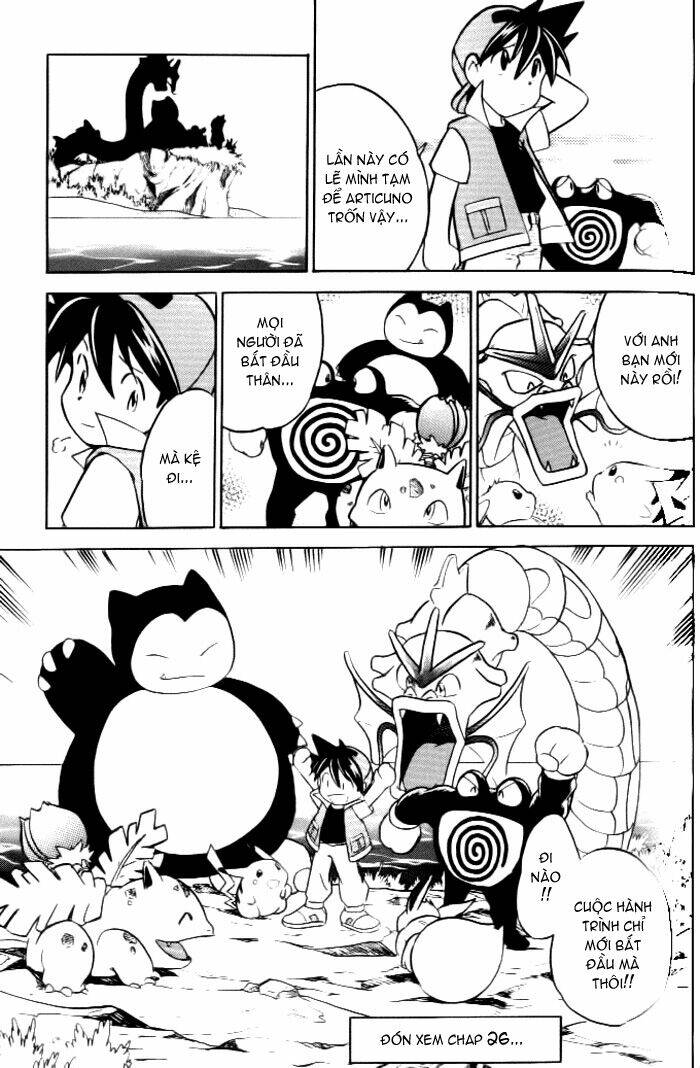 LẦN NÀY CÓ
LẼ MÌNH TẠM
ĐỂ ARTICUNO
TRỐN VẬY...
MỌI
NGƯỜI ĐÃ
BẮT ĐẦU
THÂN...
VỚI ANH
BẠN MỚI
NÀY RỒI!
MÀ KỆ
ĐI...
ĐI
NÀO
!!
CUỘC HÀNH
TRÌNH CHỈ
MỚI BẮT
ĐẦU MÀ
THÔI!!
ĐÓN XEM CHAP 26...